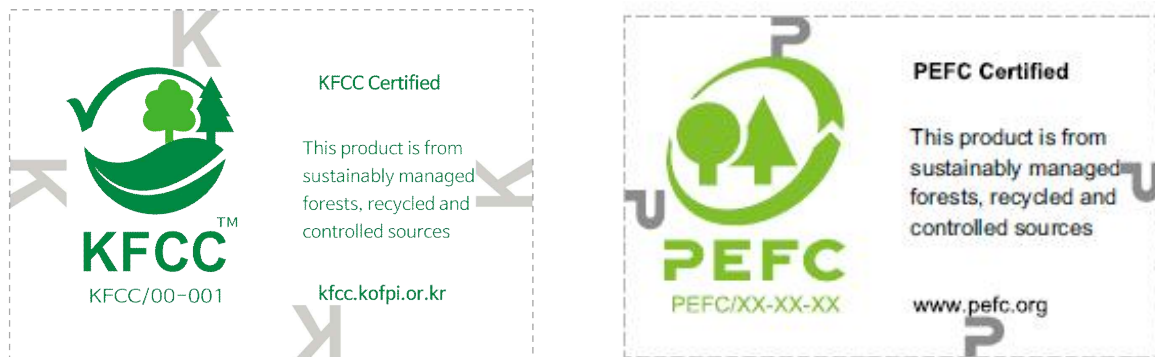 K
KFCC Certified
This product is from
sustainably managed
forests, recycled and
controlled sources
K
K
KFCC™
KFCC/00-001
kfcc.kofpi.or.kr
K
P
PEFC Certified
This product is from
sustainably managed
forests, recycled and
controlled sources
P
P
PEFC
PEFC/XX-XX-XX
www.pefc.org
P